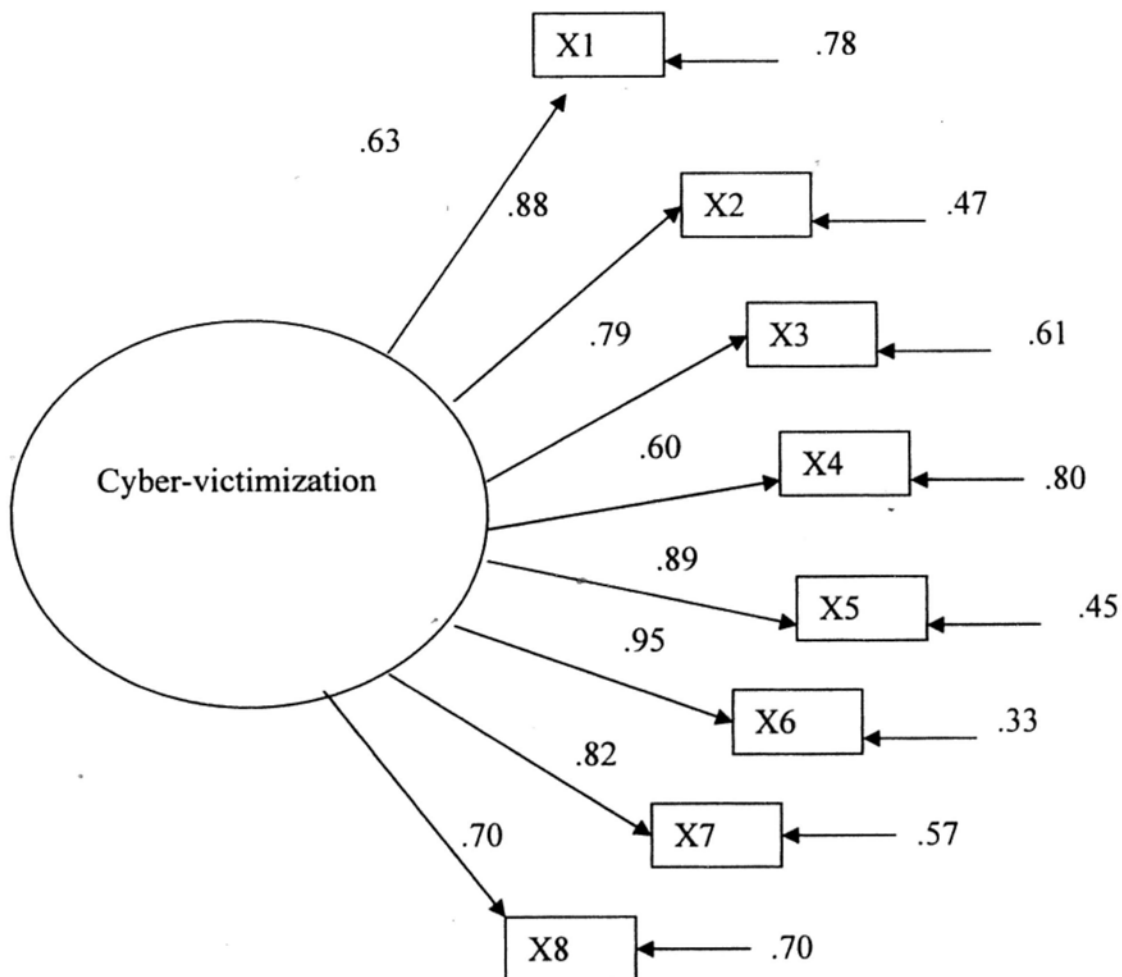 X1
.78
.63
.88
X2
.47
.79
X3
.61
.60
X4
.80
Cyber-victimization
.89
X5
.45
.95
X6
.33
.82
X7
.57
.70
X8
.70